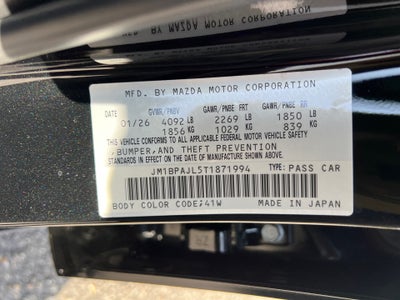 MFD. BY MAZDA MOTOR CORPORATION
DATE GVWR/PNBV GAWR/PNBE FRT GAWR/PNBE RR
01/26 4092 LB 2269 LB 1850 LB
1856 KG 1029 KG 839 KG
THIS VEHICLE CONFORMS TO ALL APPLICABLE FEDERAL MOTOR VEHICLE SAFETY,
BUMPER, AND THEFT PREVENTION
STANDARDS IN EFFECT ON THE DATE OF MANUFACTURE SHOWN ABOVE.
JM1BPAJL5T1871994 TYPE: PASS CAR
BODY COLOR CODE: 41W MADE IN JAPAN